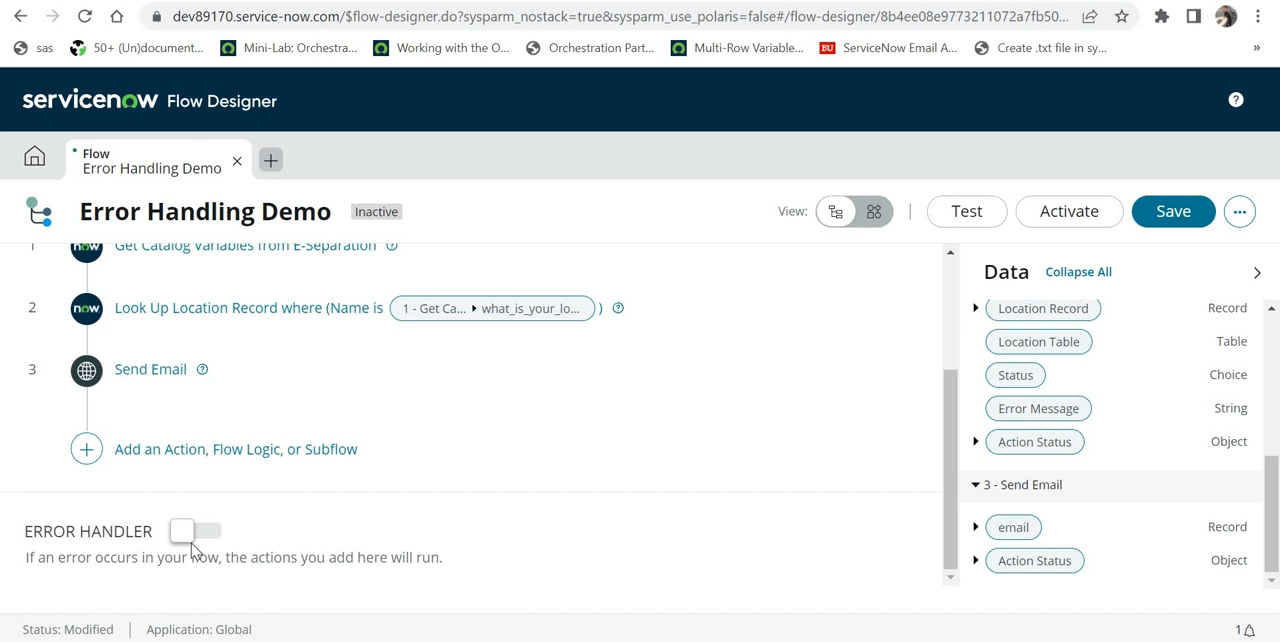 dev89170.service-now.com/$flow-designer.do?sysparm_nostack=true&sysparm_use_polaris=false#/flow-designer/8b4ee08e9773211072a7fb50...
sas
50+ (Un)document...
Mini-Lab: Orchestra...
Working with the O...
Orchestration Part...
Multi-Row Variable...
BU ServiceNow Email A...
Create .txt file in sy...
»
servicenow Flow Designer
?
Flow
Error Handling Demo
Error Handling Demo
Inactive
View:
Test
Activate
Save
...
1 now Get Catalog Variables from E-Separation ?
2 now Look Up Location Record where (Name is 1 - Get Ca... what_is_your_lo... ) ?
3 Send Email ?
Add an Action, Flow Logic, or Subflow
ERROR HANDLER
If an error occurs in your flow, the actions you add here will run.
Data Collapse All
Location Record Record
Location Table Table
Status Choice
Error Message String
Action Status Object
3 - Send Email
email Record
Action Status Object
Status: Modified
Application: Global
1